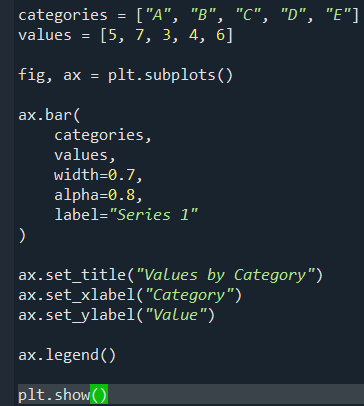 categories = ["A", "B", "C", "D", "E"]
values = [5, 7, 3, 4, 6]
fig, ax = plt.subplots()
ax.bar(
    categories,
    values,
    width=0.7,
    alpha=0.8,
    label="Series 1"
)
ax.set_title("Values by Category")
ax.set_xlabel("Category")
ax.set_ylabel("Value")
ax.legend()
plt.show()